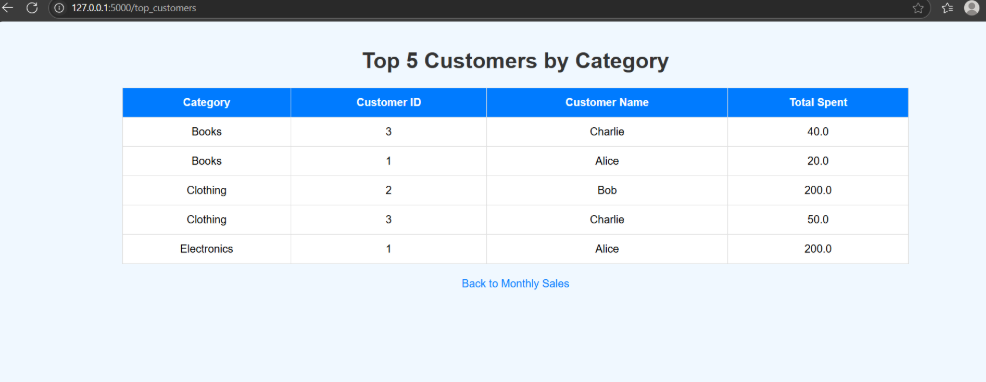 127.0.0.1:5000/top_customers
Top 5 Customers by Category
Category Customer ID Customer Name Total Spent
Books 3 Charlie 40.0
Books 1 Alice 20.0
Clothing 2 Bob 200.0
Clothing 3 Charlie 50.0
Electronics 1 Alice 200.0
Back to Monthly Sales